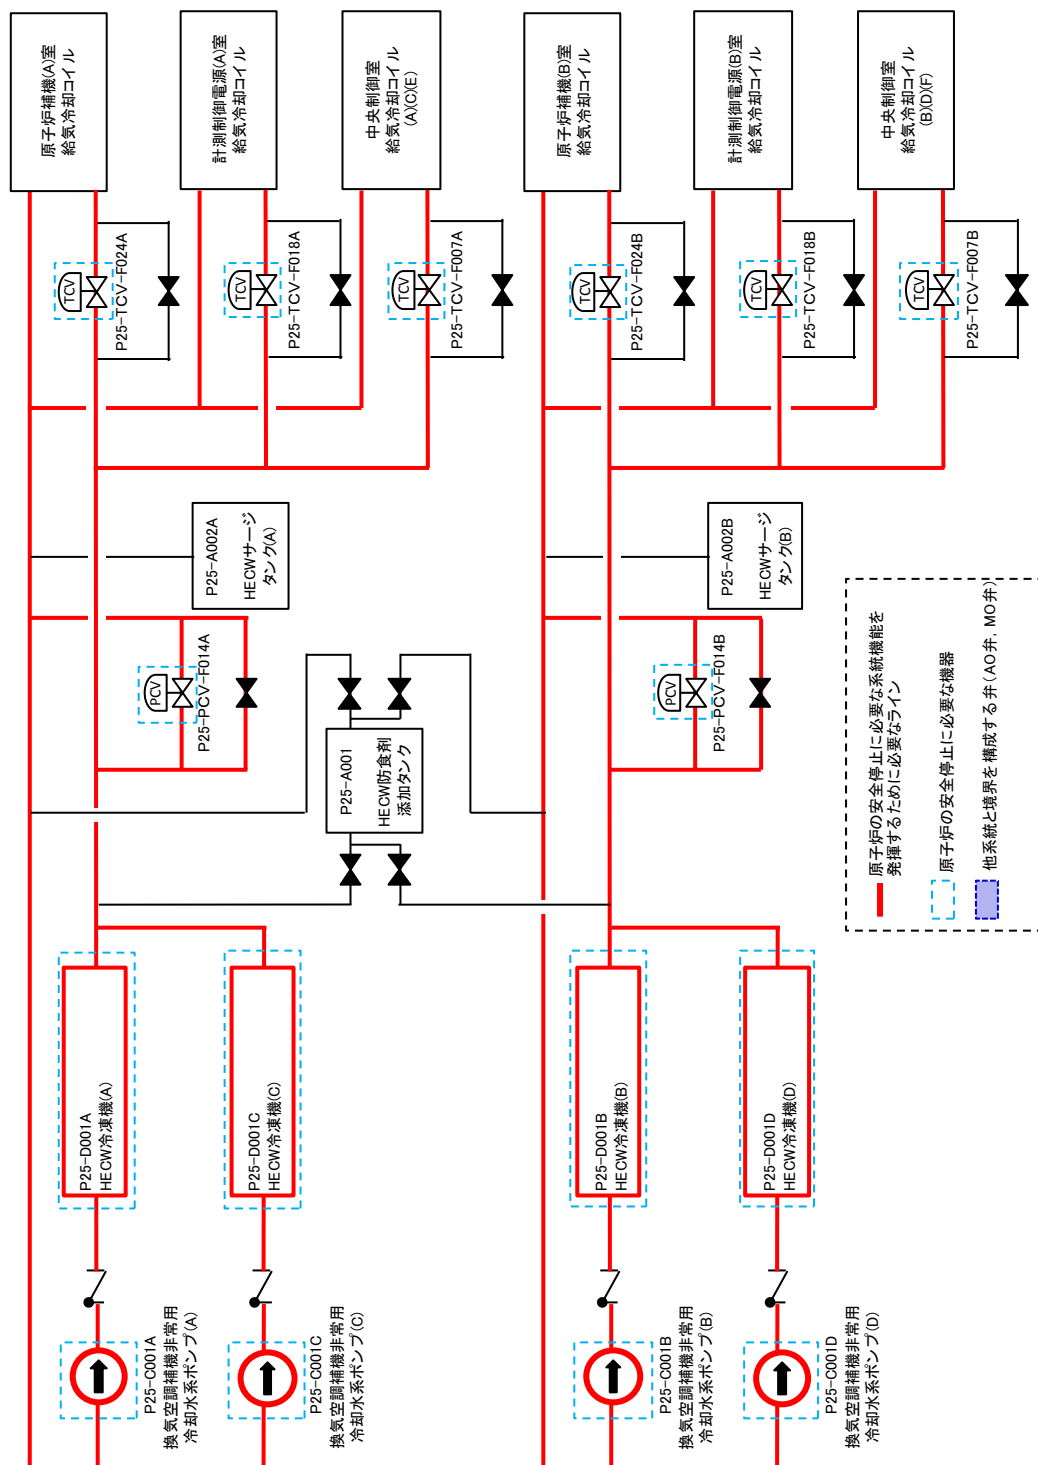 原子炉補機(A)室
給気冷却コイル
計測制御電源(A)室
給気冷却コイル
中央制御室
給気冷却コイル
(A)(C)(E)
原子炉補機(B)室
給気冷却コイル
計測制御電源(B)室
給気冷却コイル
中央制御室
給気冷却コイル
(B)(D)(F)
TCV
P25-TCV-F024A
TCV
P25-TCV-F018A
TCV
P25-TCV-F007A
TCV
P25-TCV-F024B
TCV
P25-TCV-F018B
TCV
P25-TCV-F007B
P25-A002A
HECWサージ
タンク(A)
P25-A002B
HECWサージ
タンク(B)
PCV
P25-PCV-F014A
PCV
P25-PCV-F014B
P25-A001
HECW防食剤
添加タンク
P25-D001A
HECW冷凍機(A)
P25-D001C
HECW冷凍機(C)
P25-D001B
HECW冷凍機(B)
P25-D001D
HECW冷凍機(D)
P25-C001A
換気空調補機非常用
冷却水系ポンプ(A)
P25-C001C
換気空調補機非常用
冷却水系ポンプ(C)
P25-C001B
換気空調補機非常用
冷却水系ポンプ(B)
P25-C001D
換気空調補機非常用
冷却水系ポンプ(D)
原子炉の安全停止に必要な系統機能を
発揮するために必要なライン
原子炉の安全停止に必要な機器
他系統と境界を構成する弁(AO弁, MO弁)